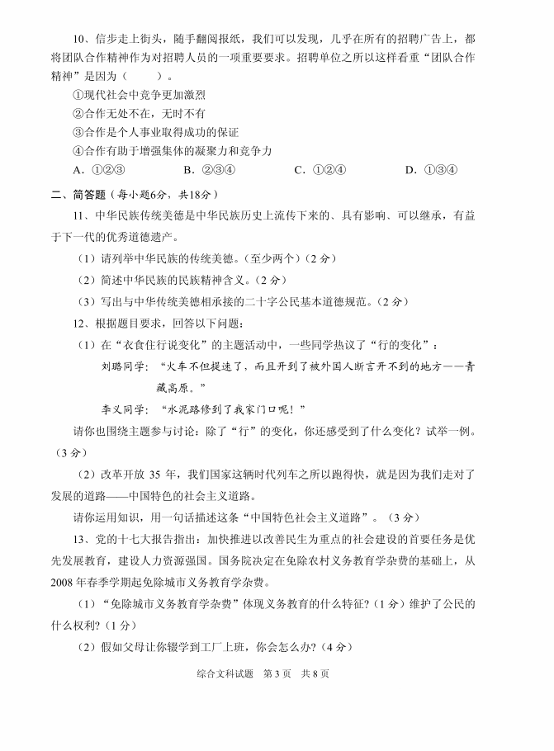 10、信步走上街头，随手翻阅报纸，我们可以发现，几乎在所有的招聘广告上，都
将团队合作精神作为对招聘人员的一项重要要求。招聘单位之所以这样看重“团队合作
精神”是因为（　　）。
①现代社会中竞争更加激烈
②合作无处不在，无时不有
③合作是个人事业取得成功的保证
④合作有助于增强集体的凝聚力和竞争力
A．①②③　　B．②③④　　C．①②④　　D．①③④
二、简答题（每小题6分，共18分）
11、中华民族传统美德是中华民族历史上流传下来的、具有影响、可以继承，有益
于下一代的优秀道德遗产。
（1）请列举中华民族的传统美德。（至少两个）（2 分）
（2）简述中华民族的民族精神含义。（2 分）
（3）写出与中华传统美德相承接的二十字公民基本道德规范。（2 分）
12、根据题目要求，回答以下问题：
（1）在“衣食住行说变化”的主题活动中，一些同学热议了“行的变化”：
刘璐同学：“火车不但提速了，而且开到了被外国人断言开不到的地方——青
藏高原。”
李义同学：“水泥路修到了我家门口呢！”
请你也围绕主题参与讨论：除了“行”的变化，你还感受到了什么变化？试举一例。
（3 分）
（2）改革开放 35 年，我们国家这辆时代列车之所以跑得快，就是因为我们走对了
发展的道路——中国特色的社会主义道路。
请你运用知识，用一句话描述这条“中国特色社会主义道路”。（3 分）
13、党的十七大报告指出：加快推进以改善民生为重点的社会建设的首要任务是优
先发展教育，建设人力资源强国。国务院决定在免除农村义务教育学杂费的基础上，从
2008 年春季学期起免除城市义务教育学杂费。
（1）“免除城市义务教育学杂费”体现义务教育的什么特征?（1 分）维护了公民的
什么权利?（1 分）
（2）假如父母让你辍学到工厂上班，你会怎么办?（4 分）
综合文科试题　第 3 页　共 8 页